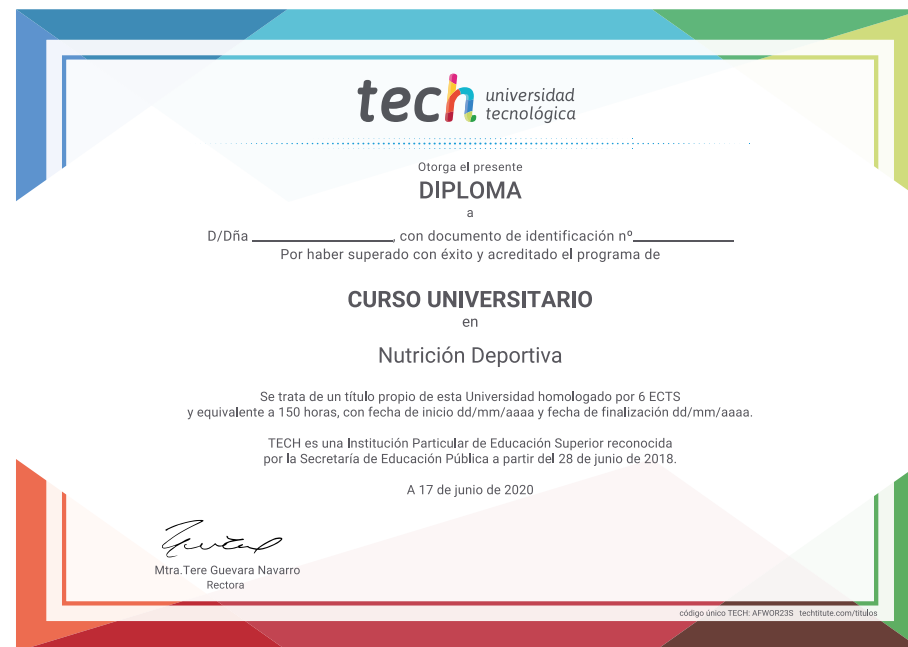 tech universidad
tecnológica
Otorga el presente
DIPLOMA
a
D/Dña ____________, con documento de identificación nº____________
Por haber superado con éxito y acreditado el programa de
CURSO UNIVERSITARIO
en
Nutrición Deportiva
Se trata de un título propio de esta Universidad homologado por 6 ECTS
y equivalente a 150 horas, con fecha de inicio dd/mm/aaaa y fecha de finalización dd/mm/aaaa.
TECH es una Institución Particular de Educación Superior reconocida
por la Secretaría de Educación Pública a partir del 28 de junio de 2018.
A 17 de junio de 2020
Mtra.Tere Guevara Navarro
Rectora
código único TECH: AFWOR23S techtitute.com/titulos